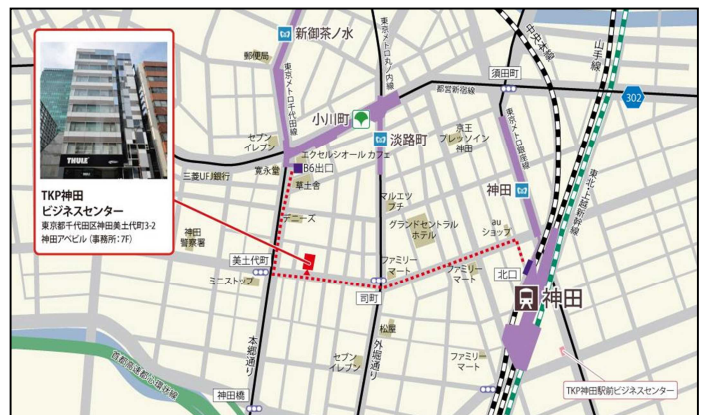 新御茶ノ水
東京メトロ丸ノ内線
中央本線
山手線
郵便局
東京メトロ千代田線
須田町
都営新宿線
302
小川町
セブン
イレブン
淡路町
京王
プレッソイン
神田
東京メトロ銀座線
エクセルシオール カフェ
THULE
寛永堂
B6出口
三菱UFJ銀行
草土舎
東北・上越新幹線
神田
TKP神田
ビジネスセンター
東京都千代田区神田美土代町3-2
神田アベビル (事務所:7F)
マルエツ
プチ
デニーズ
グランドセントラル
ホテル
au
ショップ
神田
警察署
美土代町
ファミリー
マート
ファミリー
マート
北口
ミニストップ
司町
神田
松屋
本郷通り
外堀通り
セブン
イレブン
ファミリー
マート
首都高速都心環状線
神田橋
TKP神田駅前ビジネスセンター